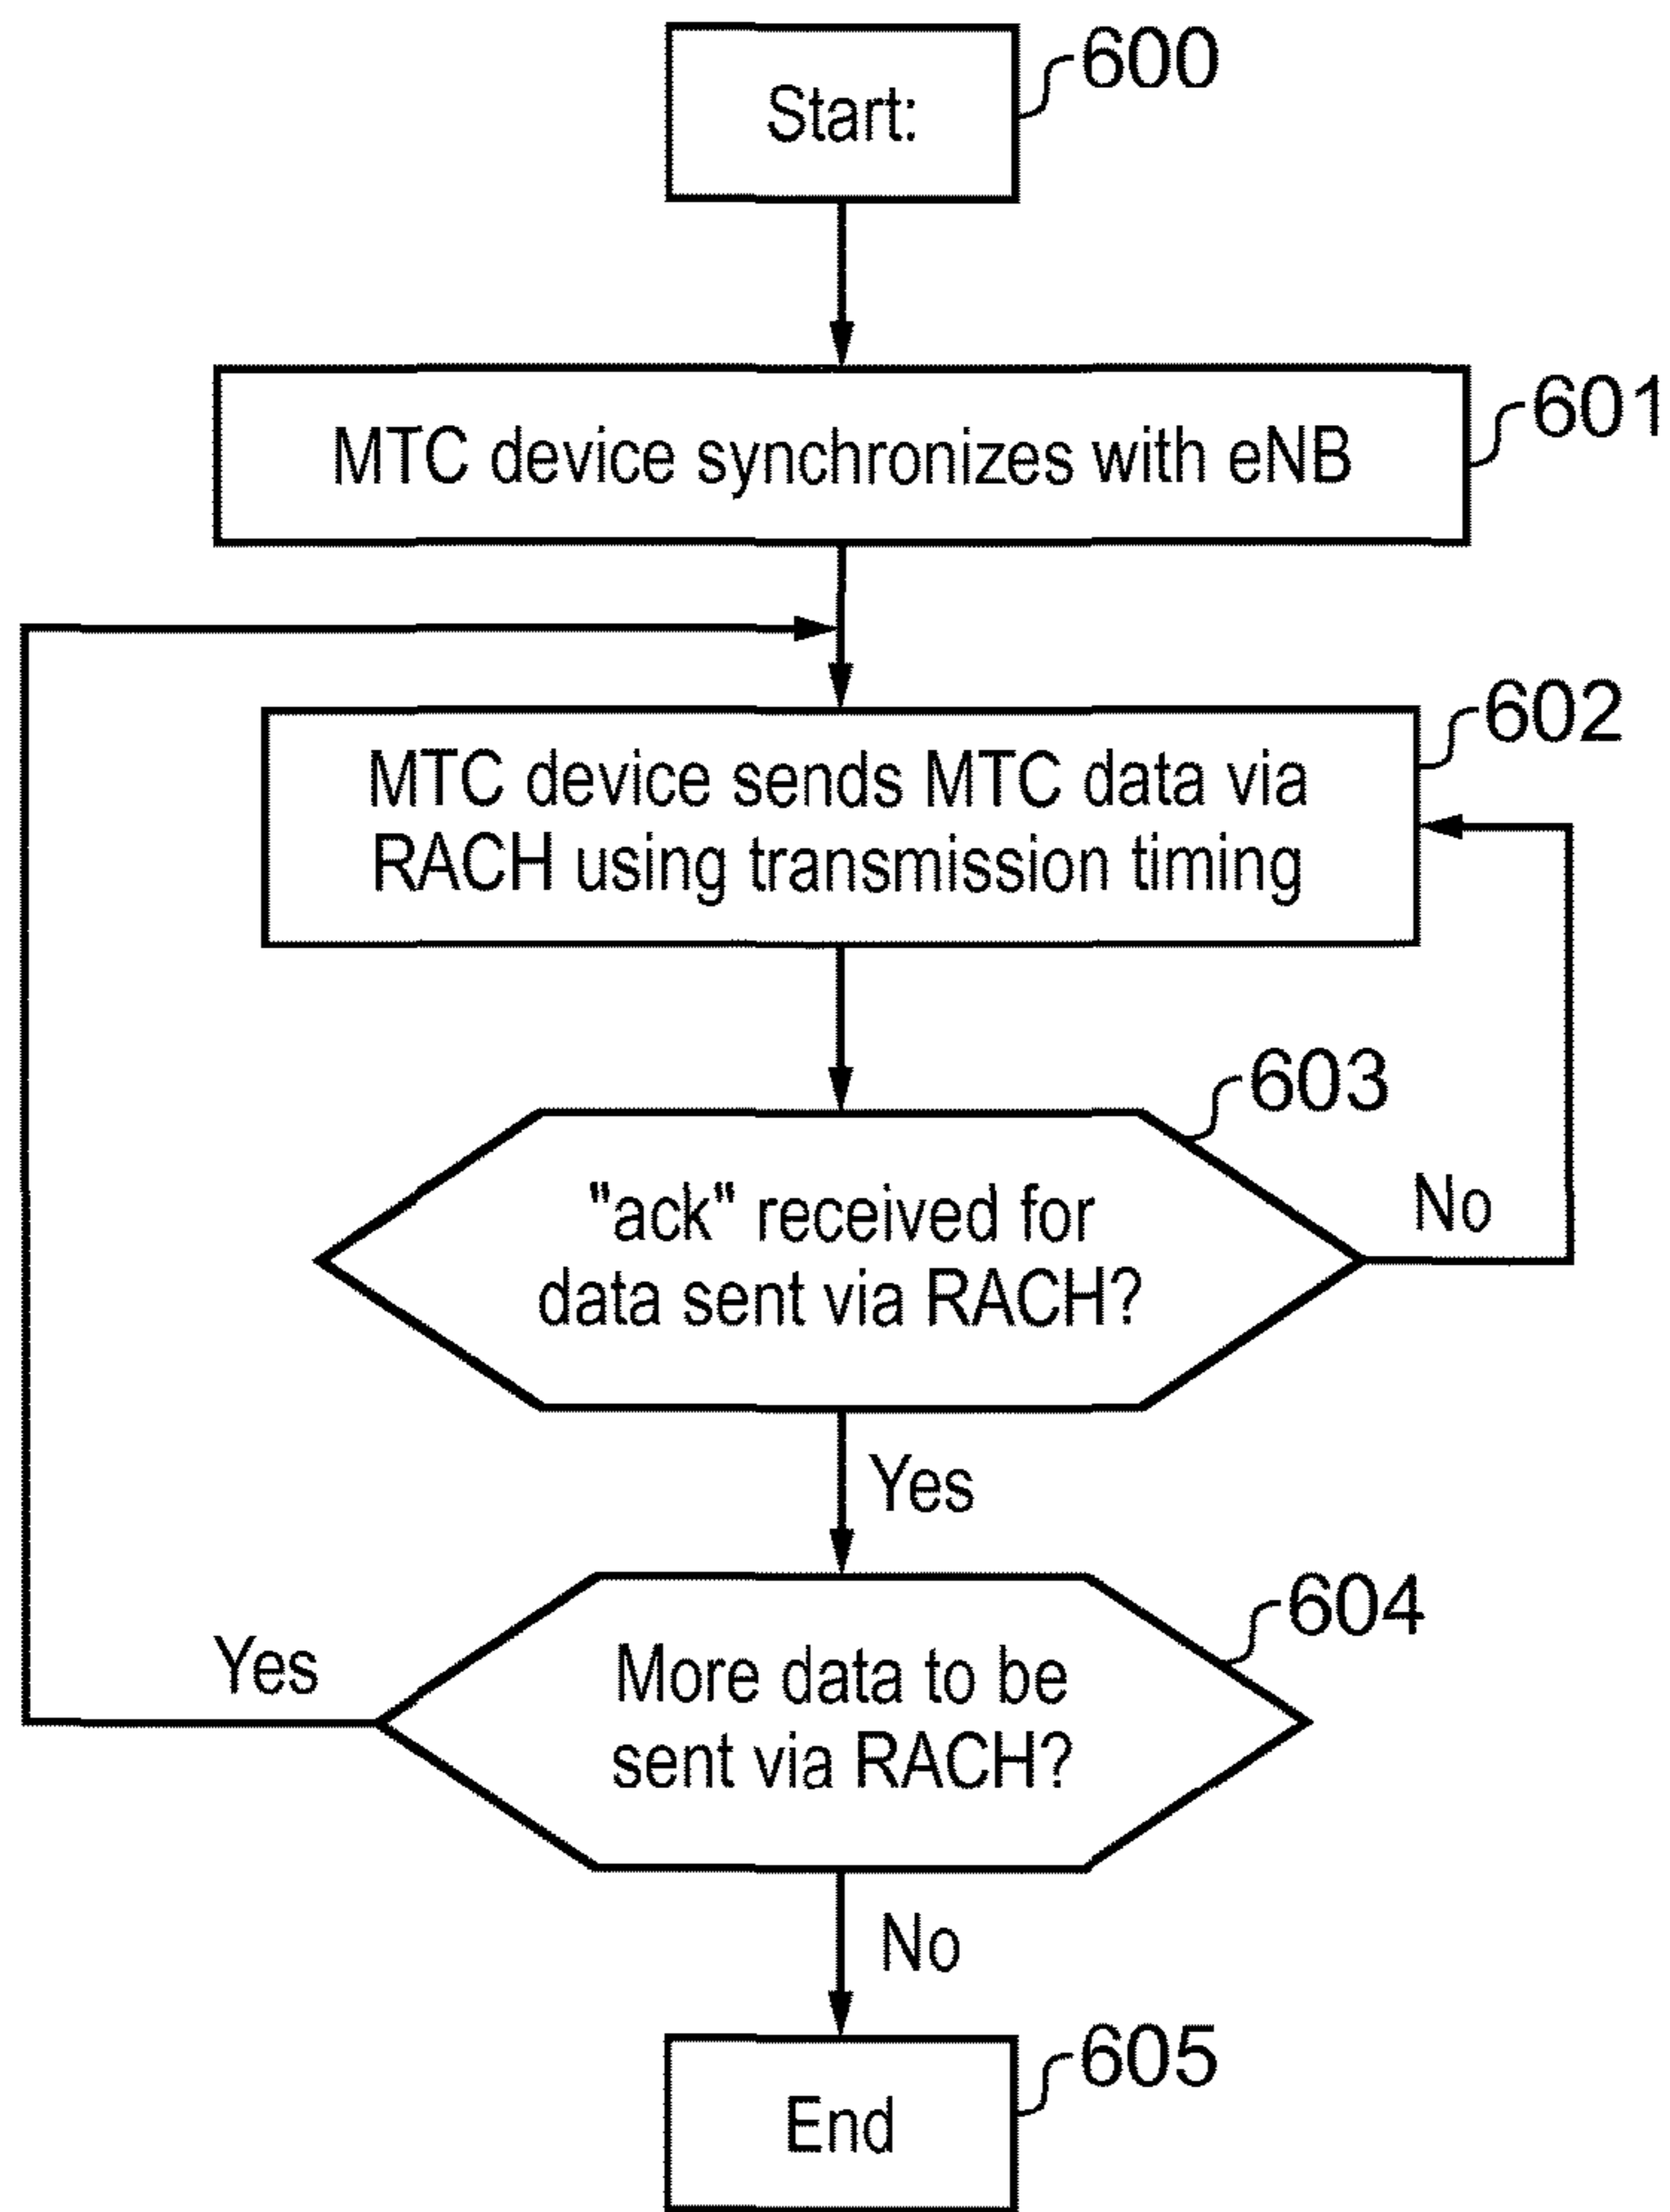 Start:
600
MTC device synchronizes with eNB
601
MTC device sends MTC data via
RACH using transmission timing
602
603
"ack" received for
data sent via RACH?
No
Yes
604
More data to be
sent via RACH?
Yes
No
605
End